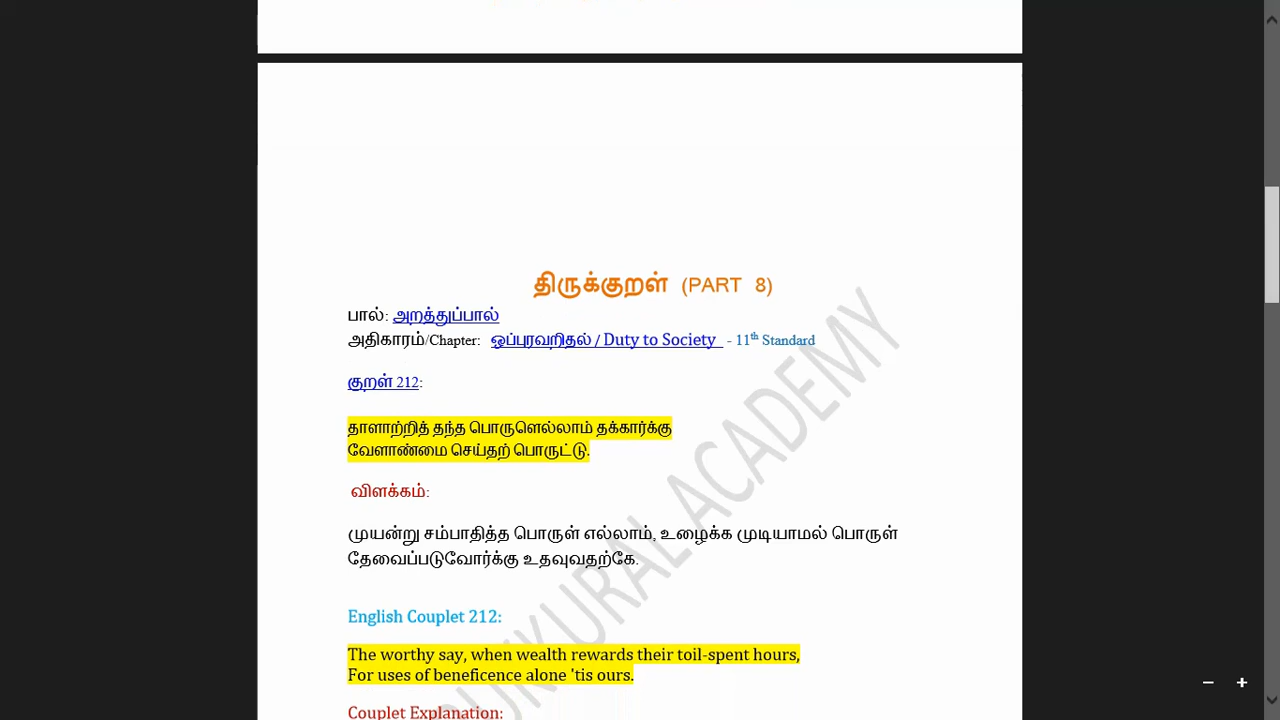 திருக்குறள் (PART 8)
பால்: அறத்துப்பால்
அதிகாரம்/Chapter: ஒப்புரவறிதல் / Duty to Society - 11th Standard
குறள் 212:
தாளாற்றித் தந்த பொருளெல்லாம் தக்கார்க்கு
வேளாண்மை செய்தற் பொருட்டு.
விளக்கம்:
முயன்று சம்பாதித்த பொருள் எல்லாம், உழைக்க முடியாமல் பொருள்
தேவைப்படுவோர்க்கு உதவுவதற்கே.
English Couplet 212:
The worthy say, when wealth rewards their toil-spent hours,
For uses of beneficence alone 'tis ours.
Couplet Explanation:
UKURAL ACADEMY